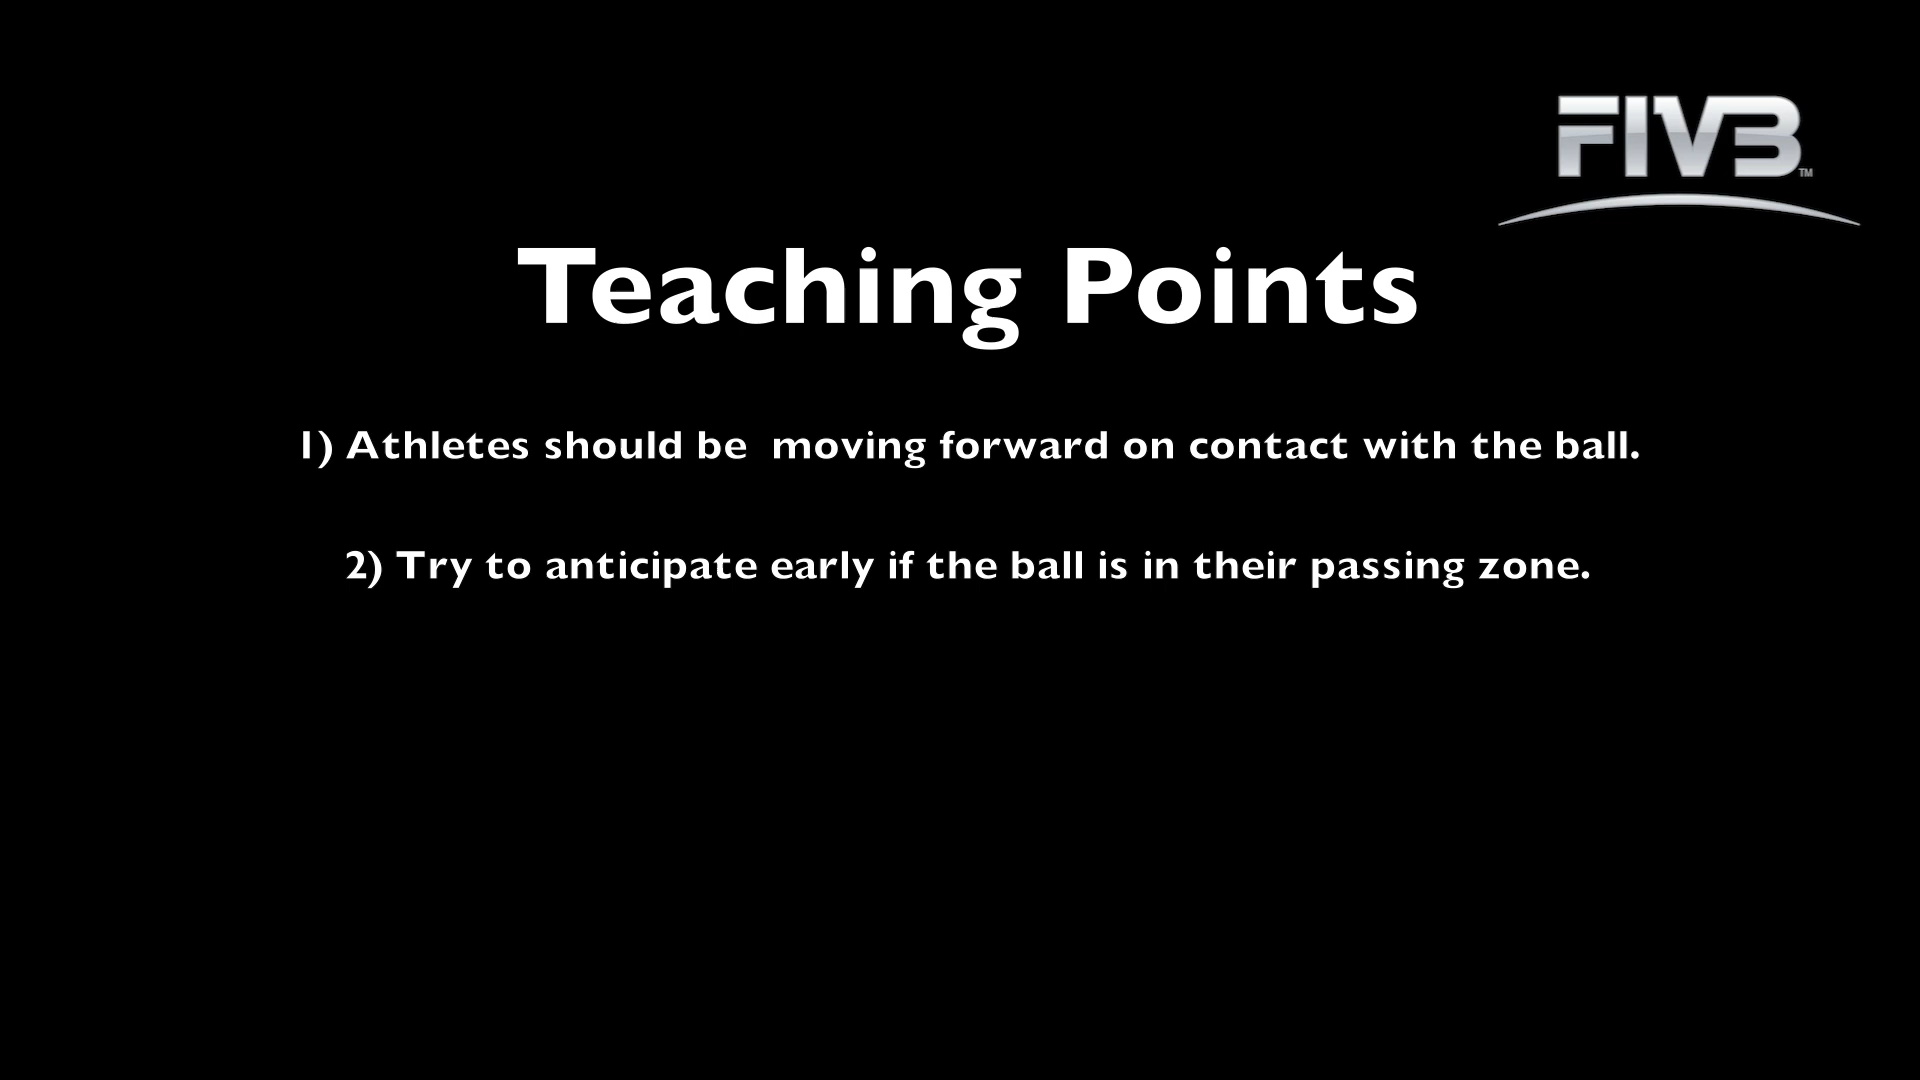 FIVB™
Teaching Points
1) Athletes should be  moving forward on contact with the ball.
2) Try to anticipate early if the ball is in their passing zone.